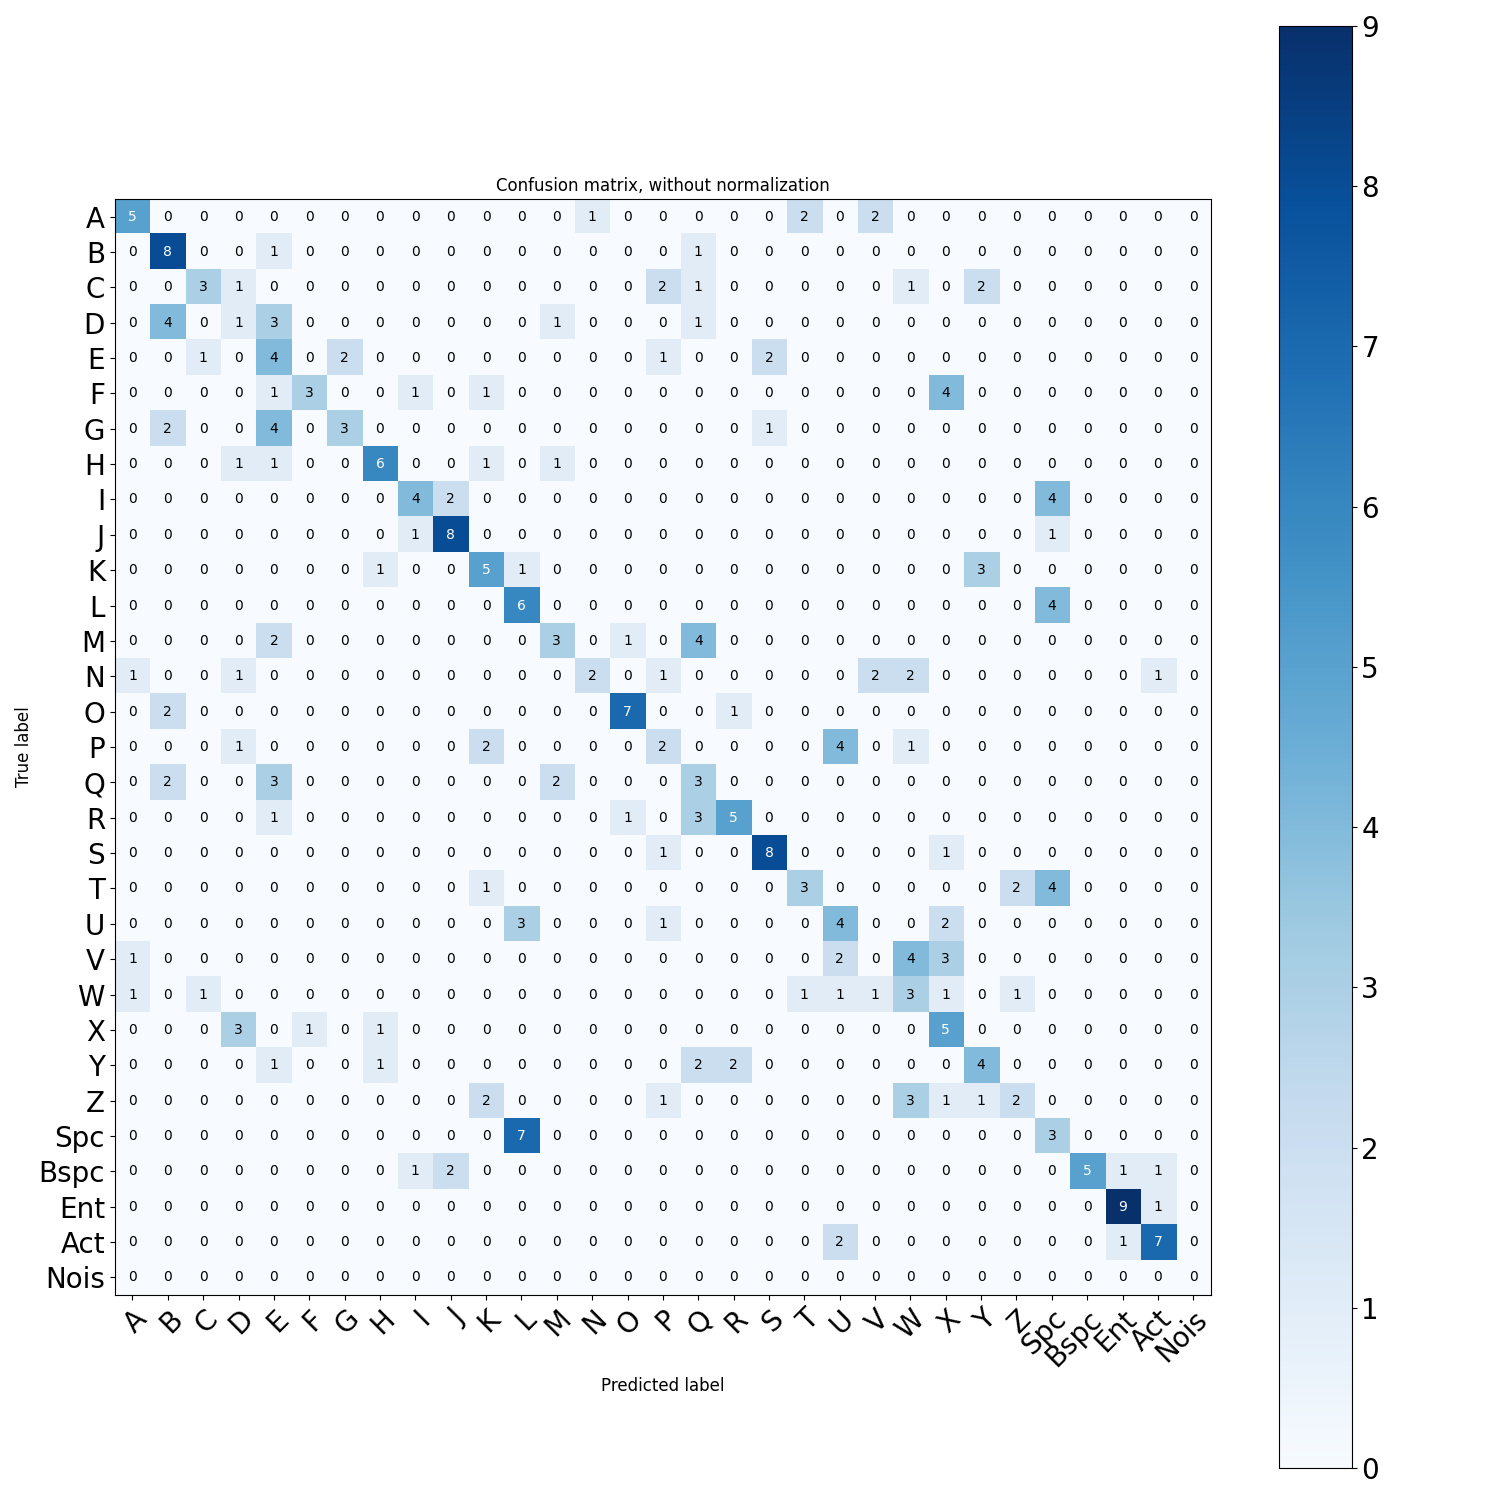 Confusion matrix, without normalization
A 5 0 0 0 0 0 0 0 0 0 0 0 0 1 0 0 0 0 0 2 0 2 0 0 0 0 0 0 0 0 0
B 0 8 0 0 1 0 0 0 0 0 0 0 0 0 0 0 1 0 0 0 0 0 0 0 0 0 0 0 0 0 0
C 0 0 3 1 0 0 0 0 0 0 0 0 0 0 0 2 1 0 0 0 0 0 1 0 2 0 0 0 0 0 0
D 0 4 0 1 3 0 0 0 0 0 0 0 1 0 0 0 1 0 0 0 0 0 0 0 0 0 0 0 0 0 0
E 0 0 1 0 4 0 2 0 0 0 0 0 0 0 0 1 0 0 2 0 0 0 0 0 0 0 0 0 0 0 0
F 0 0 0 0 1 3 0 0 1 0 1 0 0 0 0 0 0 0 0 0 0 0 0 4 0 0 0 0 0 0 0
G 0 2 0 0 4 0 3 0 0 0 0 0 0 0 0 0 0 0 1 0 0 0 0 0 0 0 0 0 0 0 0
H 0 0 0 1 1 0 0 6 0 0 1 0 1 0 0 0 0 0 0 0 0 0 0 0 0 0 0 0 0 0 0
I 0 0 0 0 0 0 0 0 4 2 0 0 0 0 0 0 0 0 0 0 0 0 0 0 0 0 4 0 0 0 0
J 0 0 0 0 0 0 0 0 1 8 0 0 0 0 0 0 0 0 0 0 0 0 0 0 0 0 1 0 0 0 0
K 0 0 0 0 0 0 0 1 0 0 5 1 0 0 0 0 0 0 0 0 0 0 0 0 3 0 0 0 0 0 0
L 0 0 0 0 0 0 0 0 0 0 0 6 0 0 0 0 0 0 0 0 0 0 0 0 0 0 4 0 0 0 0
M 0 0 0 0 2 0 0 0 0 0 0 0 3 0 1 0 4 0 0 0 0 0 0 0 0 0 0 0 0 0 0
N 1 0 0 1 0 0 0 0 0 0 0 0 0 2 0 1 0 0 0 0 0 2 2 0 0 0 0 0 0 1 0
O 0 2 0 0 0 0 0 0 0 0 0 0 0 0 7 0 0 1 0 0 0 0 0 0 0 0 0 0 0 0 0
P 0 0 0 1 0 0 0 0 0 0 2 0 0 0 0 2 0 0 0 0 4 0 1 0 0 0 0 0 0 0 0
Q 0 2 0 0 3 0 0 0 0 0 0 0 2 0 0 0 3 0 0 0 0 0 0 0 0 0 0 0 0 0 0
R 0 0 0 0 1 0 0 0 0 0 0 0 0 0 1 0 3 5 0 0 0 0 0 0 0 0 0 0 0 0 0
S 0 0 0 0 0 0 0 0 0 0 0 0 0 0 0 1 0 0 8 0 0 0 0 1 0 0 0 0 0 0 0
T 0 0 0 0 0 0 0 0 0 0 1 0 0 0 0 0 0 0 0 3 0 0 0 0 0 2 4 0 0 0 0
U 0 0 0 0 0 0 0 0 0 0 0 3 0 0 0 1 0 0 0 0 4 0 0 2 0 0 0 0 0 0 0
V 1 0 0 0 0 0 0 0 0 0 0 0 0 0 0 0 0 0 0 0 2 0 4 3 0 0 0 0 0 0 0
W 1 0 1 0 0 0 0 0 0 0 0 0 0 0 0 0 0 0 0 1 1 1 3 1 0 1 0 0 0 0 0
X 0 0 0 3 0 1 0 1 0 0 0 0 0 0 0 0 0 0 0 0 0 0 0 5 0 0 0 0 0 0 0
Y 0 0 0 0 1 0 0 1 0 0 0 0 0 0 0 0 2 2 0 0 0 0 0 0 4 0 0 0 0 0 0
Z 0 0 0 0 0 0 0 0 0 0 2 0 0 0 0 1 0 0 0 0 0 0 3 1 1 2 0 0 0 0 0
Spc 0 0 0 0 0 0 0 0 0 0 0 7 0 0 0 0 0 0 0 0 0 0 0 0 0 0 3 0 0 0 0
Bspc 0 0 0 0 0 0 0 0 1 2 0 0 0 0 0 0 0 0 0 0 0 0 0 0 0 0 0 5 1 1 0
Ent 0 0 0 0 0 0 0 0 0 0 0 0 0 0 0 0 0 0 0 0 0 0 0 0 0 0 0 0 9 1 0
Act 0 0 0 0 0 0 0 0 0 0 0 0 0 0 0 0 0 0 0 0 2 0 0 0 0 0 0 0 1 7 0
Nois 0 0 0 0 0 0 0 0 0 0 0 0 0 0 0 0 0 0 0 0 0 0 0 0 0 0 0 0 0 0 0
A B C D E F G H I J K L M N O P Q R S T U V W X Y Z Spc Bspc Ent Act Nois
Predicted label
True label
9
8
7
6
5
4
3
2
1
0